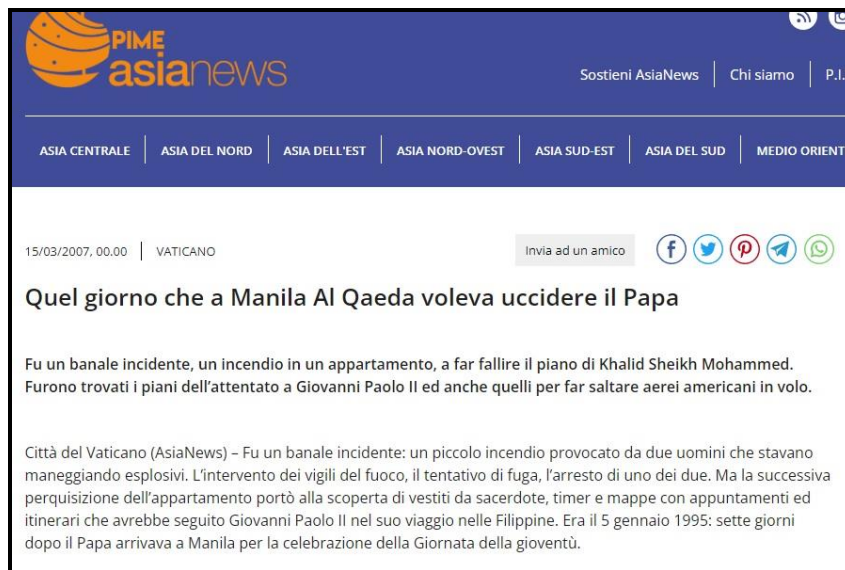 PIME
asianews
Sostieni AsiaNews
Chi siamo
P.I.
ASIA CENTRALE
ASIA DEL NORD
ASIA DELL'EST
ASIA NORD-OVEST
ASIA SUD-EST
ASIA DEL SUD
MEDIO ORIENT
15/03/2007, 00.00
VATICANO
Invia ad un amico
Quel giorno che a Manila Al Qaeda voleva uccidere il Papa
Fu un banale incidente, un incendio in un appartamento, a far fallire il piano di Khalid Sheikh Mohammed.
Furono trovati i piani dell’attentato a Giovanni Paolo II ed anche quelli per far saltare aerei americani in volo.
Città del Vaticano (AsiaNews) – Fu un banale incidente: un piccolo incendio provocato da due uomini che stavano
maneggiando esplosivi. L’intervento dei vigili del fuoco, il tentativo di fuga, l’arresto di uno dei due. Ma la successiva
perquisizione dell’appartamento portò alla scoperta di vestiti da sacerdote, timer e mappe con appuntamenti ed
itinerari che avrebbe seguito Giovanni Paolo II nel suo viaggio nelle Filippine. Era il 5 gennaio 1995: sette giorni
dopo il Papa arrivava a Manila per la celebrazione della Giornata della gioventù.